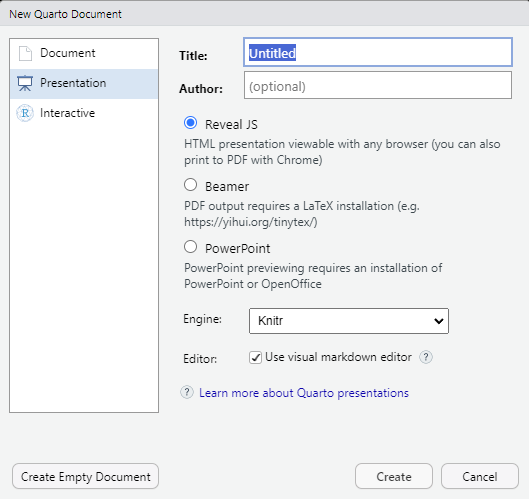 New Quarto Document
Document
Presentation
R Interactive
Title: Untitled
Author: (optional)
Reveal JS
HTML presentation viewable with any browser (you can also
print to PDF with Chrome)
Beamer
PDF output requires a LaTeX installation (e.g.
https://yihui.org/tinytex/)
PowerPoint
PowerPoint previewing requires an installation of
PowerPoint or OpenOffice
Engine: Knitr
Editor: Use visual markdown editor ?
? Learn more about Quarto presentations
Create Empty Document Create Cancel